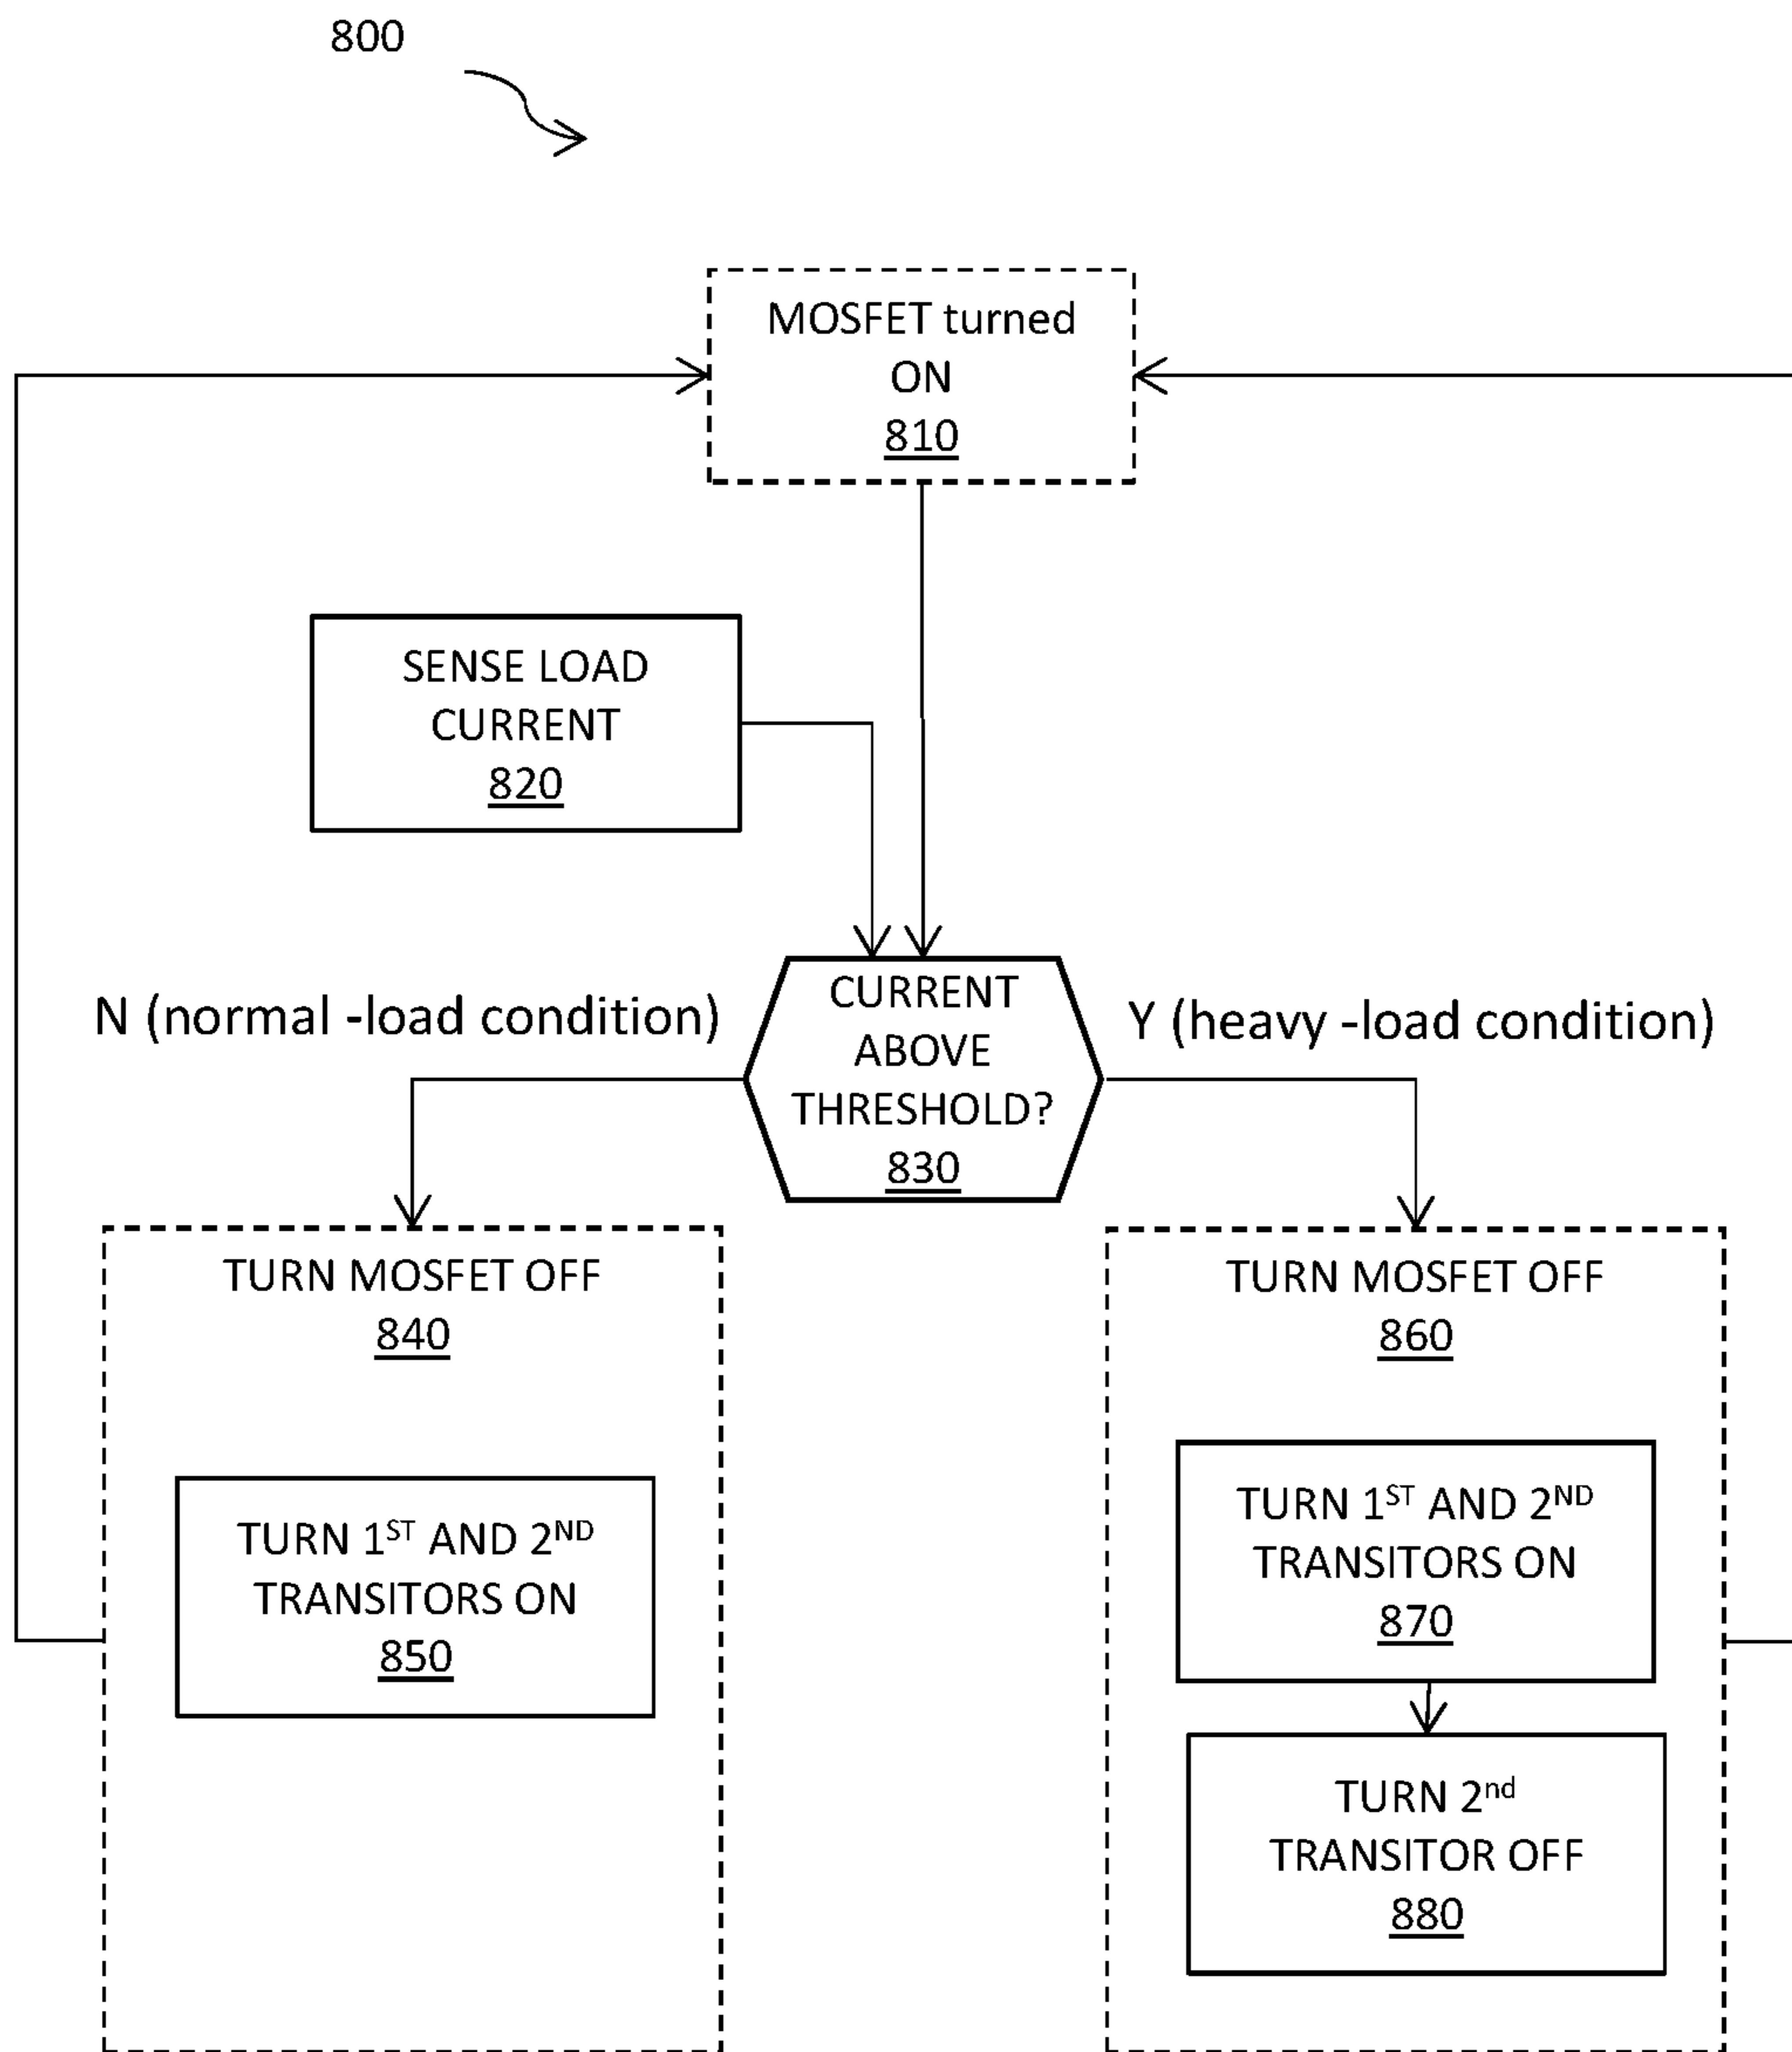 800
MOSFET turned
ON
810
SENSE LOAD
CURRENT
820
CURRENT
ABOVE
THRESHOLD?
830
N (normal -load condition)
Y (heavy -load condition)
TURN MOSFET OFF
840
TURN 1ST AND 2ND
TRANSITORS ON
850
TURN MOSFET OFF
860
TURN 1ST AND 2ND
TRANSITORS ON
870
TURN 2nd
TRANSITOR OFF
880